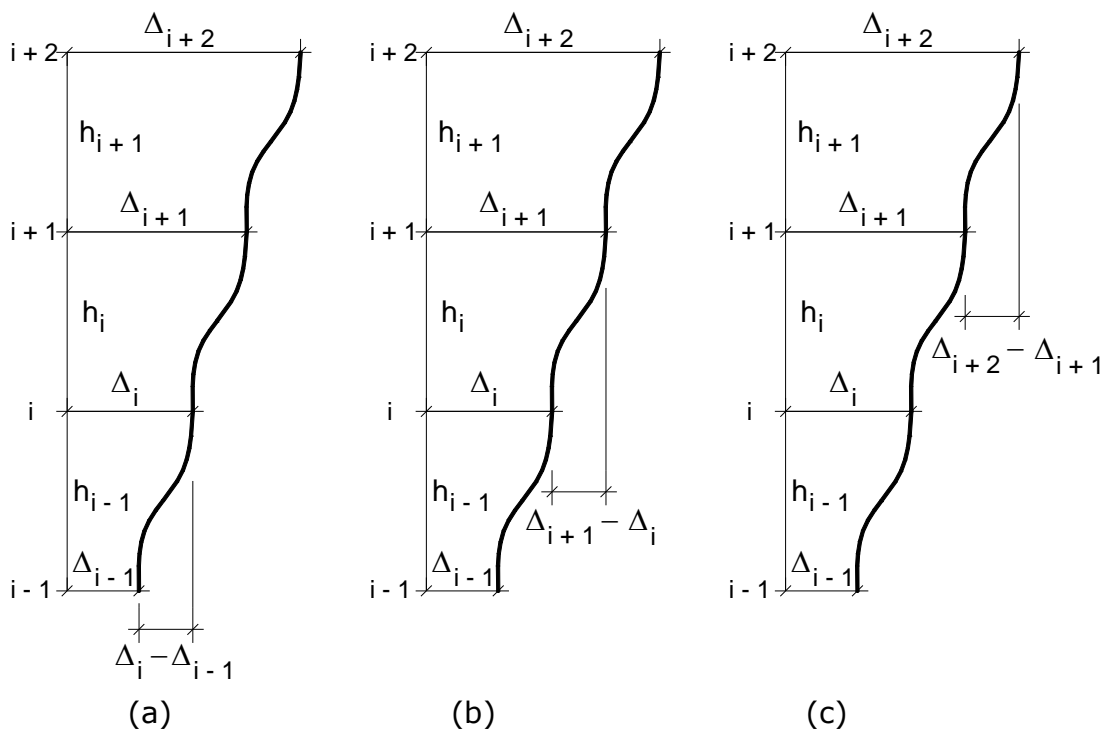 Δi+2
i + 2
hi + 1
Δi+1
i + 1
hi
Δi
i
hi - 1
Δi-1
i - 1
Δi − Δi - 1
(a)
Δi+2
i + 2
hi + 1
Δi+1
i + 1
hi
Δi
i
hi - 1
Δi+1 − Δi
Δi-1
i - 1
(b)
Δi+2
i + 2
hi + 1
Δi+1
i + 1
hi
Δi+2 − Δi+1
Δi
i
hi - 1
Δi-1
i - 1
(c)